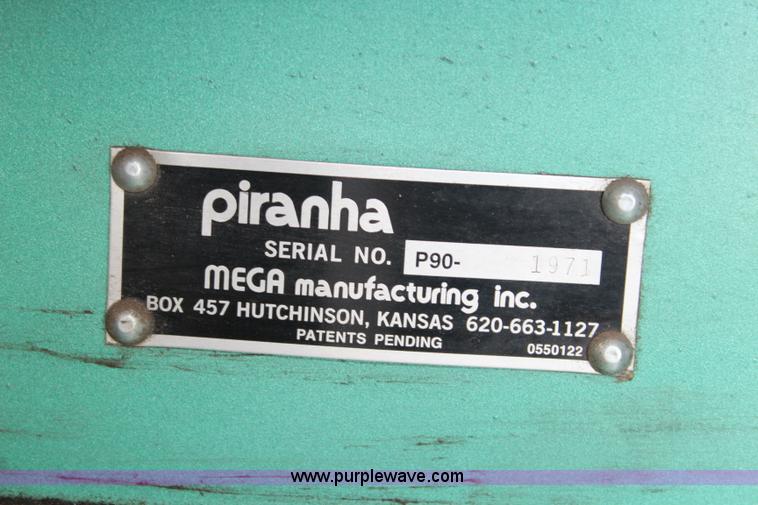 piranha
SERIAL NO. P90- 1971
MEGA manufacturing inc.
BOX 457 HUTCHINSON, KANSAS 620-663-1127
PATENTS PENDING 0550122
www.purplewave.com